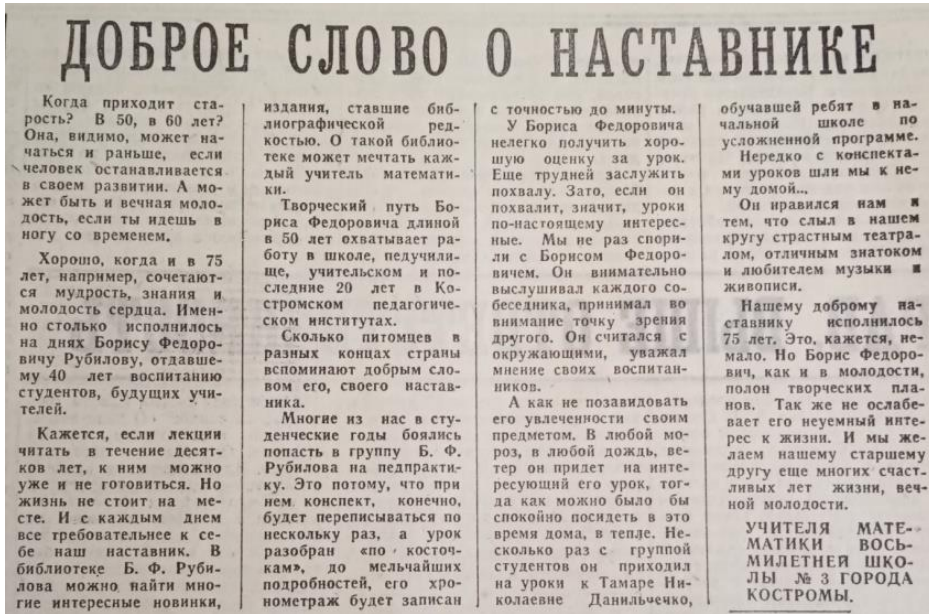 ДОБРОЕ СЛОВО О НАСТАВНИКЕ
Когда приходит ста-
рость? В 50, в 60 лет?
Она, видимо, может на-
чаться и раньше, если
человек останавливается
в своем развитии. А мо-
жет быть и вечная моло-
дость, если ты идешь в
ногу со временем.
Хорошо, когда и в 75
лет, например, сочетают-
ся мудрость, знания и
молодость сердца. Имен-
но столько исполнилось
на днях Борису Федоро-
вичу Рубилову, отдавше-
му 40 лет воспитанию
студентов, будущих учи-
телей.
Кажется, если лекции
читать в течение десят-
ков лет, к ним можно
уже и не готовиться. Но
жизнь не стоит на ме-
сте. И с каждым днем
все требовательнее к се-
бе наш наставник. В
библиотеке Б. Ф. Руби-
лова можно найти мно-
гие интересные новинки,
издания, ставшие биб-
лиографической ред-
костью. О такой библио-
теке может мечтать каж-
дый учитель математи-
ки.
Творческий путь Бо-
риса Федоровича длиной
в 50 лет охватывает ра-
боту в школе, педучили-
ще, учительском и по-
следние 20 лет в Ко-
стромском педагогиче-
ском институтах.
Сколько питомцев в
разных концах страны
вспоминают добрым сло-
вом его, своего настав-
ника.
Многие из нас в сту-
денческие годы боялись
попасть в группу Б. Ф.
Рубилова на педпракти-
ку. Это потому, что при
нем конспект, конечно,
будет переписываться по
нескольку раз, а урок
разобран «по косточ-
кам», до мельчайших
подробностей, его хро-
нометраж будет записан
с точностью до минуты.
У Бориса Федоровича
нелегко получить хоро-
шую оценку за урок.
Еще трудней заслужить
похвалу. Зато, если он
похвалит, значит, уроки
по-настоящему интерес-
ные. Мы не раз спори-
ли с Борисом Федоро-
вичем. Он внимательно
выслушивал каждого со-
беседника, принимал во
внимание точку зрения
другого. Он считался с
окружающими, уважал
мнение своих воспитан-
ников.
А как не позавидовать
его увлеченности своим
предметом. В любой мо-
роз, в любой дождь, ве-
тер он придет на инте-
ресующий его урок, тог-
да как можно было бы
спокойно посидеть в это
время дома, в тепле. Не-
сколько раз с группой
студентов он приходил
на уроки к Тамаре Ни-
колаевне Данильчечко,
обучавшей ребят в на-
чальной школе по
усложненной программе.
Нередко с конспекта-
ми уроков шли мы к не-
му домой...
Он нравился нам и
тем, что слыл в нашем
кругу страстным театра-
лом, отличным знатоком
и любителем музыки и
живописи.
Нашему доброму на-
ставнику исполнилось
75 лет. Это, кажется, не-
мало. Но Борис Федоро-
вич, как и в молодости,
полон творческих пла-
нов. Так же не ослабе-
вает его неуемный инте-
рес к жизни. И мы же-
лаем нашему старшему
другу еще многих счаст-
ливых лет жизни, веч-
ной молодости.
УЧИТЕЛЯ МАТЕ-
МАТИКИ ВОСЬ-
МИЛЕТНЕЙ ШКО-
ЛЫ № 3 ГОРОДА
КОСТРОМЫ.